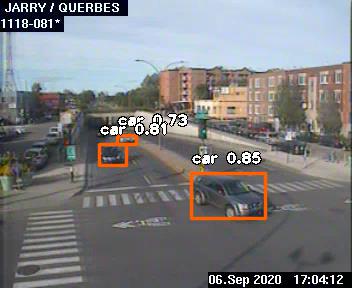 JARRY / QUERBES
1118-081*
car 0.73
car 0.81
car 0.85
06.Sep 2020 17:04:12